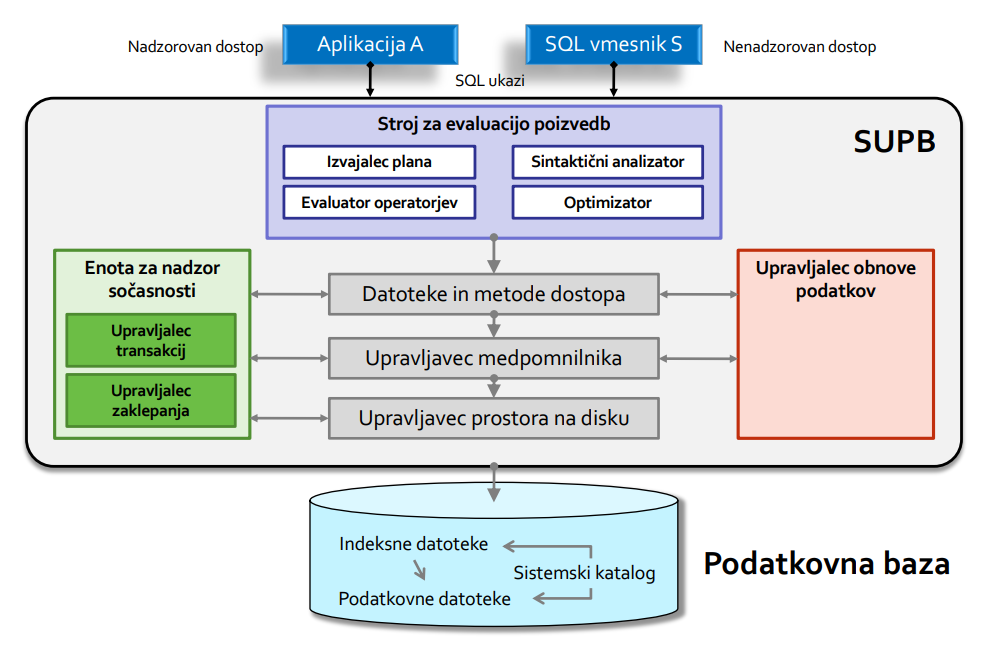 Nadzorovan dostop
Aplikacija A
SQL vmesnik S
Nenadzorovan dostop
SQL ukazi
SUPB
Stroj za evaluacijo poizvedb
Izvajalec plana
Sintaktični analizator
Evaluator operatorjev
Optimizator
Enota za nadzor
sočasnosti
Upravljalec
transakcij
Upravljalec
zaklepanja
Datoteke in metode dostopa
Upravljavec medpomnilnika
Upravljavec prostora na disku
Upravljalec obnove
podatkov
Indeksne datoteke
Sistemski katalog
Podatkovne datoteke
Podatkovna baza